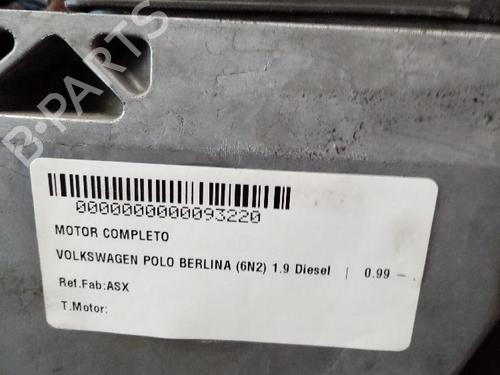 B-PARTS
0000000000093220
MOTOR COMPLETO
VOLKSWAGEN POLO BERLINA (6N2) 1.9 Diesel | 0.99 -
Ref.Fab:ASX
T.Motor: